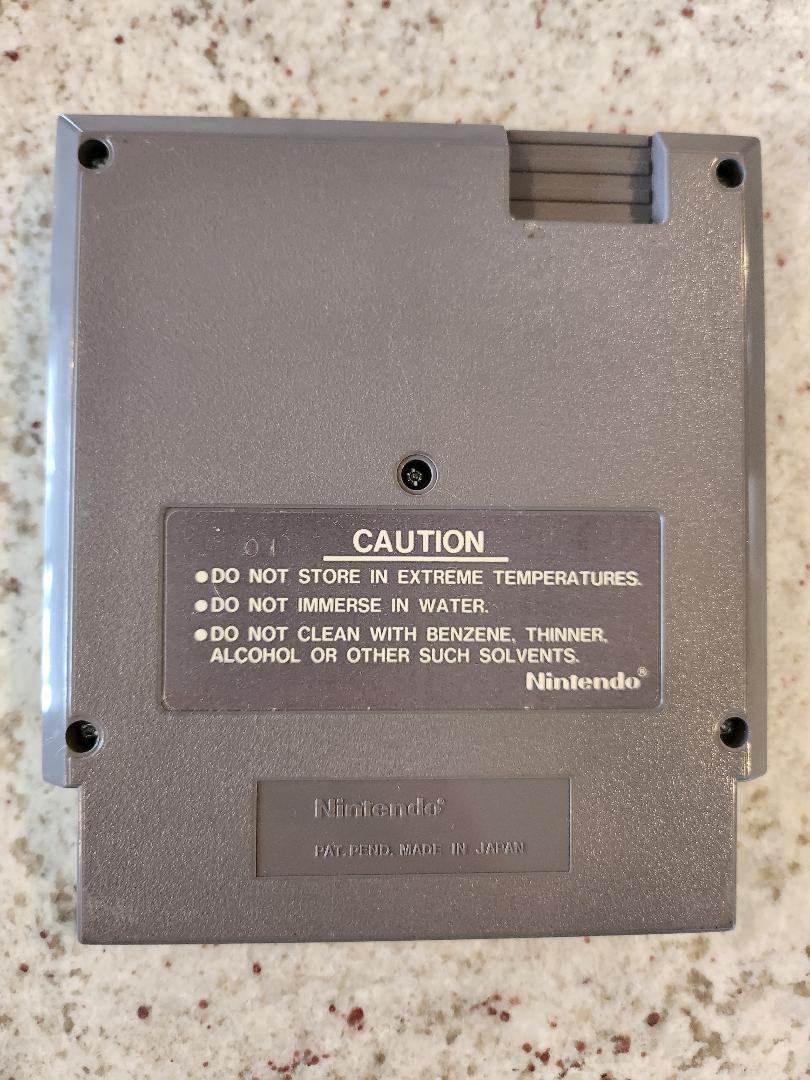 01
CAUTION
●DO NOT STORE IN EXTREME TEMPERATURES.
●DO NOT IMMERSE IN WATER.
●DO NOT CLEAN WITH BENZENE, THINNER,
ALCOHOL OR OTHER SUCH SOLVENTS.
Nintendo®
Nintendo®
PAT. PEND. MADE IN JAPAN